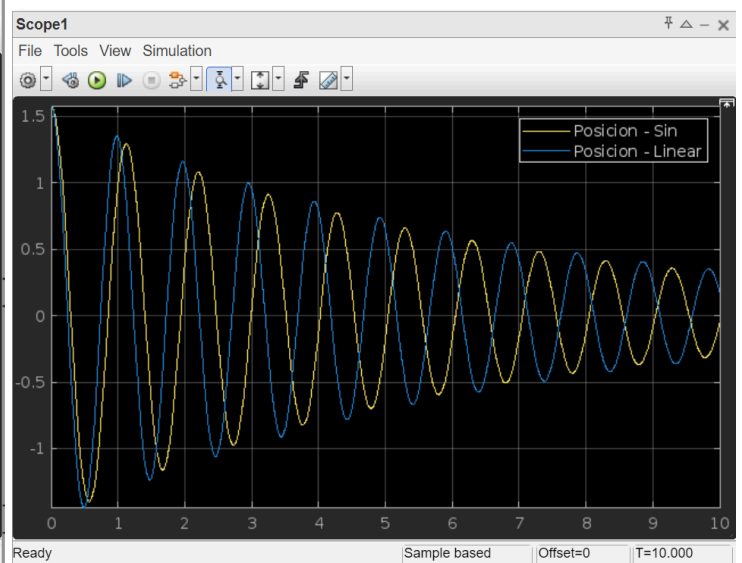 Scope1
File Tools View Simulation
Posicion - Sin
Posicion - Linear
1.5
1
0.5
0
-0.5
-1
0 1 2 3 4 5 6 7 8 9 10
Ready Sample based Offset=0 T=10.000